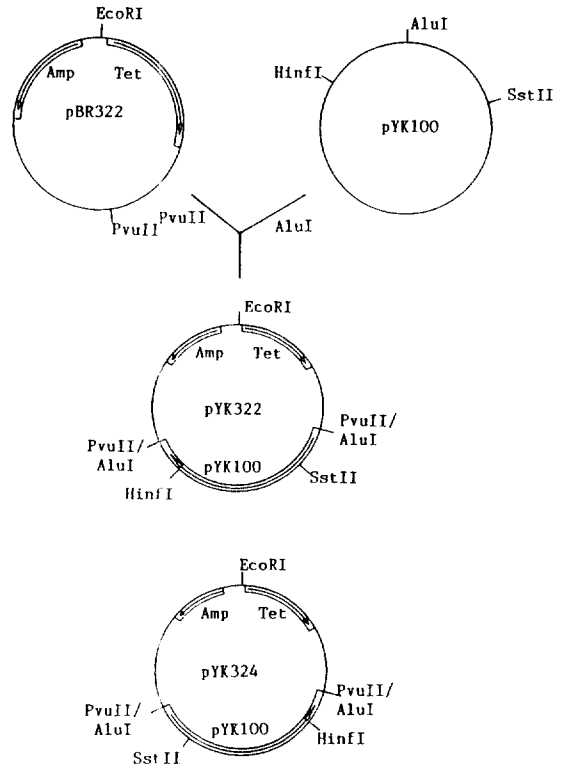 EcoRI
Amp Tet
pBR322
PvuII
AluI
HinfI
SstII
pYK100
PvuII
AluI
EcoRI
Amp Tet
pYK322
PvuII/
AluI
PvuII/
AluI
pYK100
HinfI
SstII
EcoRI
Amp Tet
pYK324
PvuII/
AluI
PvuII/
AluI
pYK100
HinfI
SstII